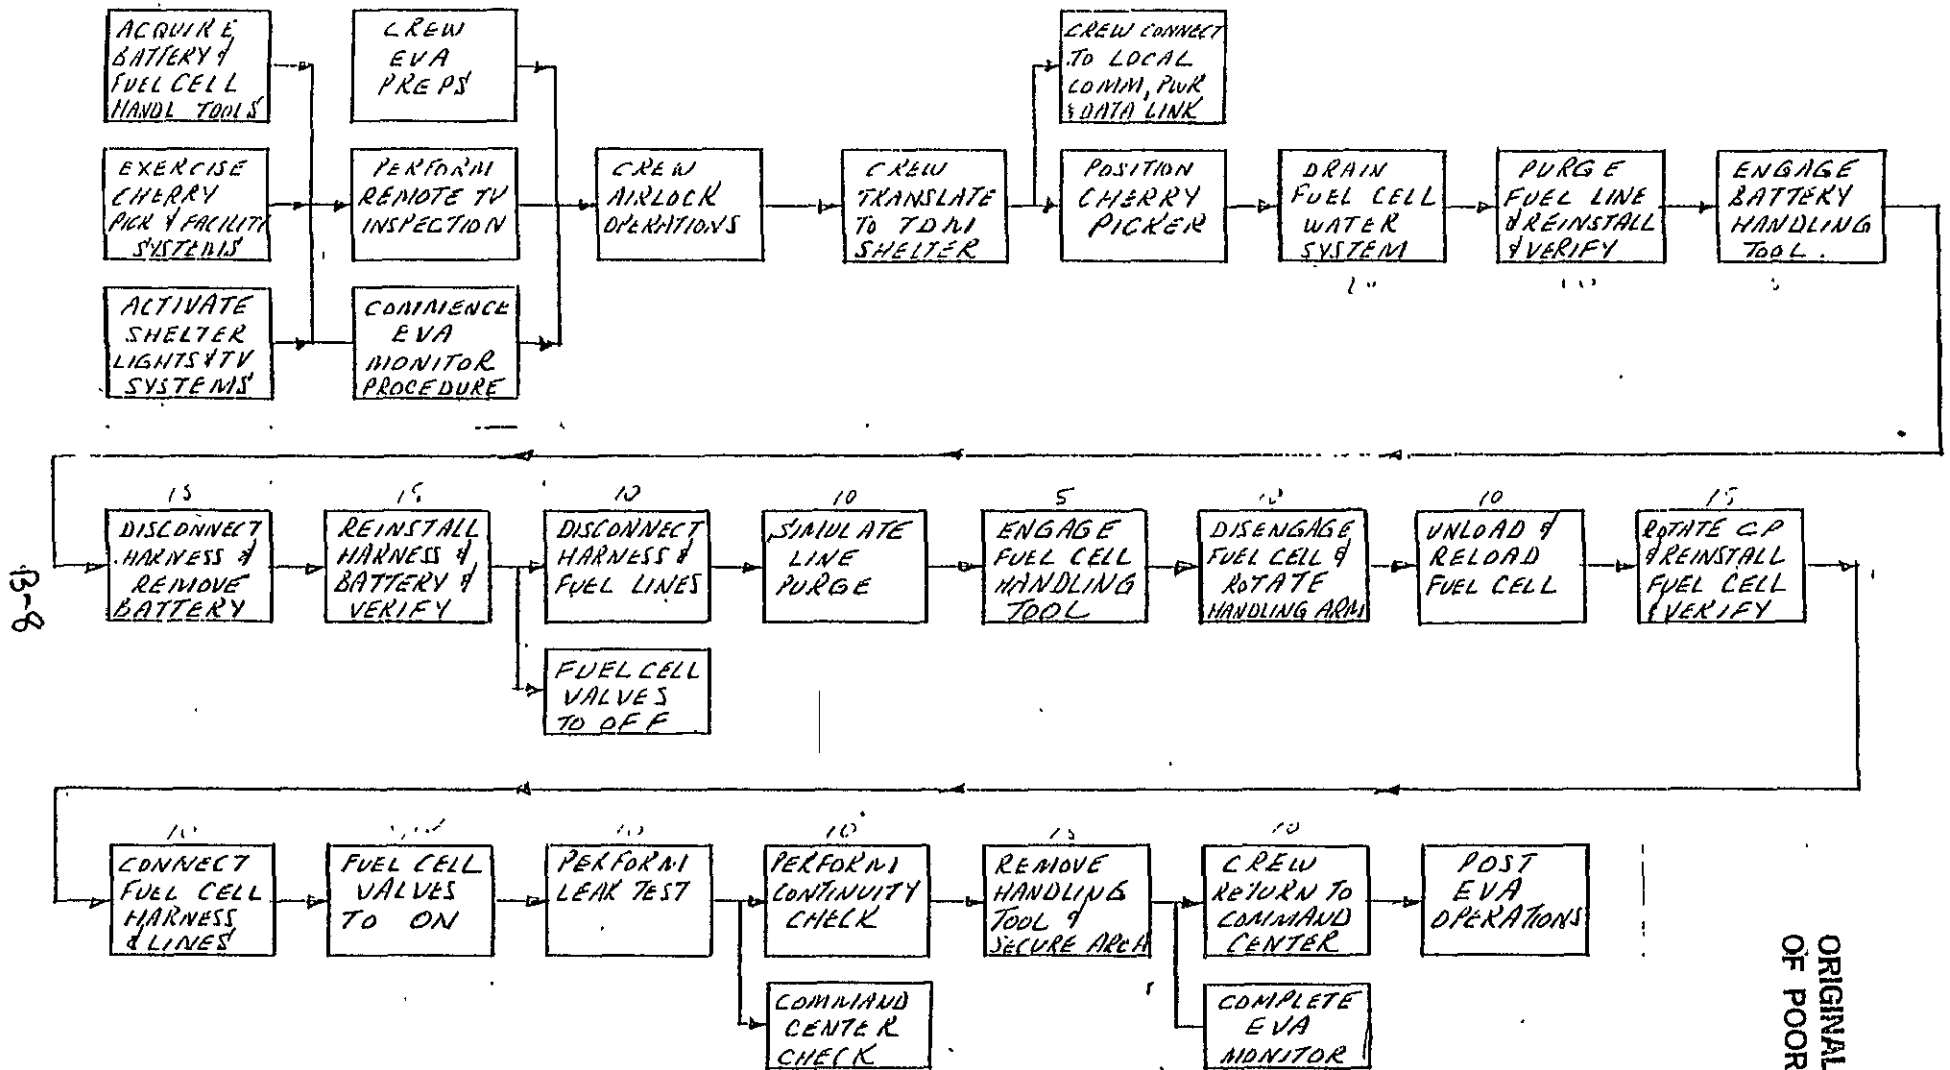 ACQUIRE
BATTERY &
FUEL CELL
HANDL TOOLS
CREW
EVA
PREPS
CREW CONNECT
TO LOCAL
COMM, PWR
& DATA LINK
EXERCISE
CHERRY
PICK & FACILITY
SYSTEMS
PERFORM
REMOTE TV
INSPECTION
CREW
AIRLOCK
OPERATIONS
CREW
TRANSLATE
TO TDM
SHELTER
POSITION
CHERRY
PICKER
DRAIN
FUEL CELL
WATER
SYSTEM
PURGE
FUEL LINE
& REINSTALL
& VERIFY
ENGAGE
BATTERY
HANDLING
TOOL.
ACTIVATE
SHELTER
LIGHTS & TV
SYSTEMS
COMMENCE
EVA
MONITOR
PROCEDURE
15
DISCONNECT
HARNESS &
REMOVE
BATTERY
15
REINSTALL
HARNESS &
BATTERY &
VERIFY
10
DISCONNECT
HARNESS &
FUEL LINES
10
SIMULATE
LINE
PURGE
5
ENGAGE
FUEL CELL
HANDLING
TOOL
10
DISENGAGE
FUEL CELL &
ROTATE
HANDLING ARM
10
UNLOAD &
RELOAD
FUEL CELL
15
ROTATE CP
& REINSTALL
FUEL CELL
& VERIFY
FUEL CELL
VALVES
TO OFF
B-8
10
CONNECT
FUEL CELL
HARNESS
& LINES
FUEL CELL
VALVES
TO ON
10
PERFORM
LEAK TEST
10
PERFORM
CONTINUITY
CHECK
15
REMOVE
HANDLING
TOOL &
SECURE AREA
10
CREW
RETURN TO
COMMAND
CENTER
POST
EVA
OPERATIONS
COMMAND
CENTER
CHECK
COMPLETE
EVA
MONITOR
ORIGINAL
OF POOR